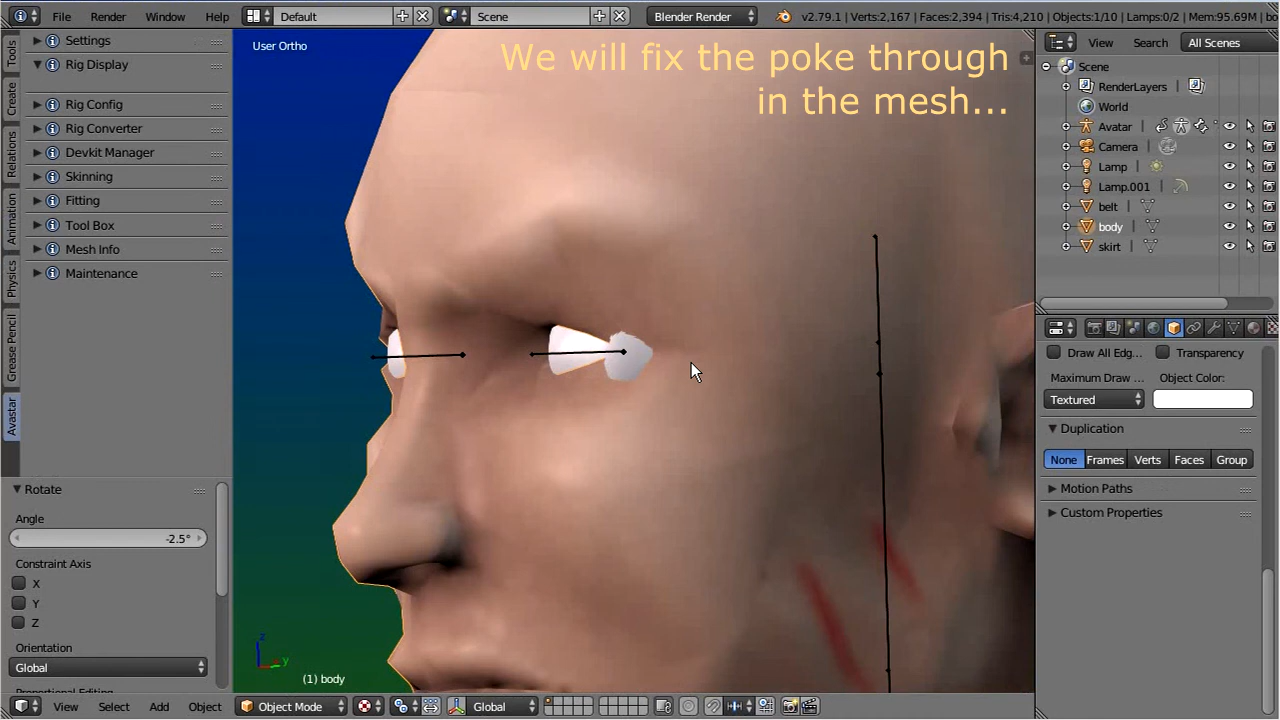 File Render Window Help Default Scene Blender Render v2.79.1 | Verts:2,167 | Faces:2,394 | Tris:4,210 | Objects:1/10 | Lamps:0/2 | Mem:95.69M | bo
Tools
Create
Relations
Animation
Physics
Grease Pencil
Avastar
Settings
Rig Display
Rig Config
Rig Converter
Devkit Manager
Skinning
Fitting
Tool Box
Mesh Info
Maintenance
Rotate
Angle
-2.5°
Constraint Axis
X
Y
Z
Orientation
Global
User Ortho
We will fix the poke through
in the mesh...
z
y
(1) body
View Select Add Object Object Mode Global
View Search All Scenes
Scene
RenderLayers
World
Avatar
Camera
Lamp
Lamp.001
belt
body
skirt
Draw All Edg... Transparency
Maximum Draw ... Object Color:
Textured
Duplication
None Frames Verts Faces Group
Motion Paths
Custom Properties